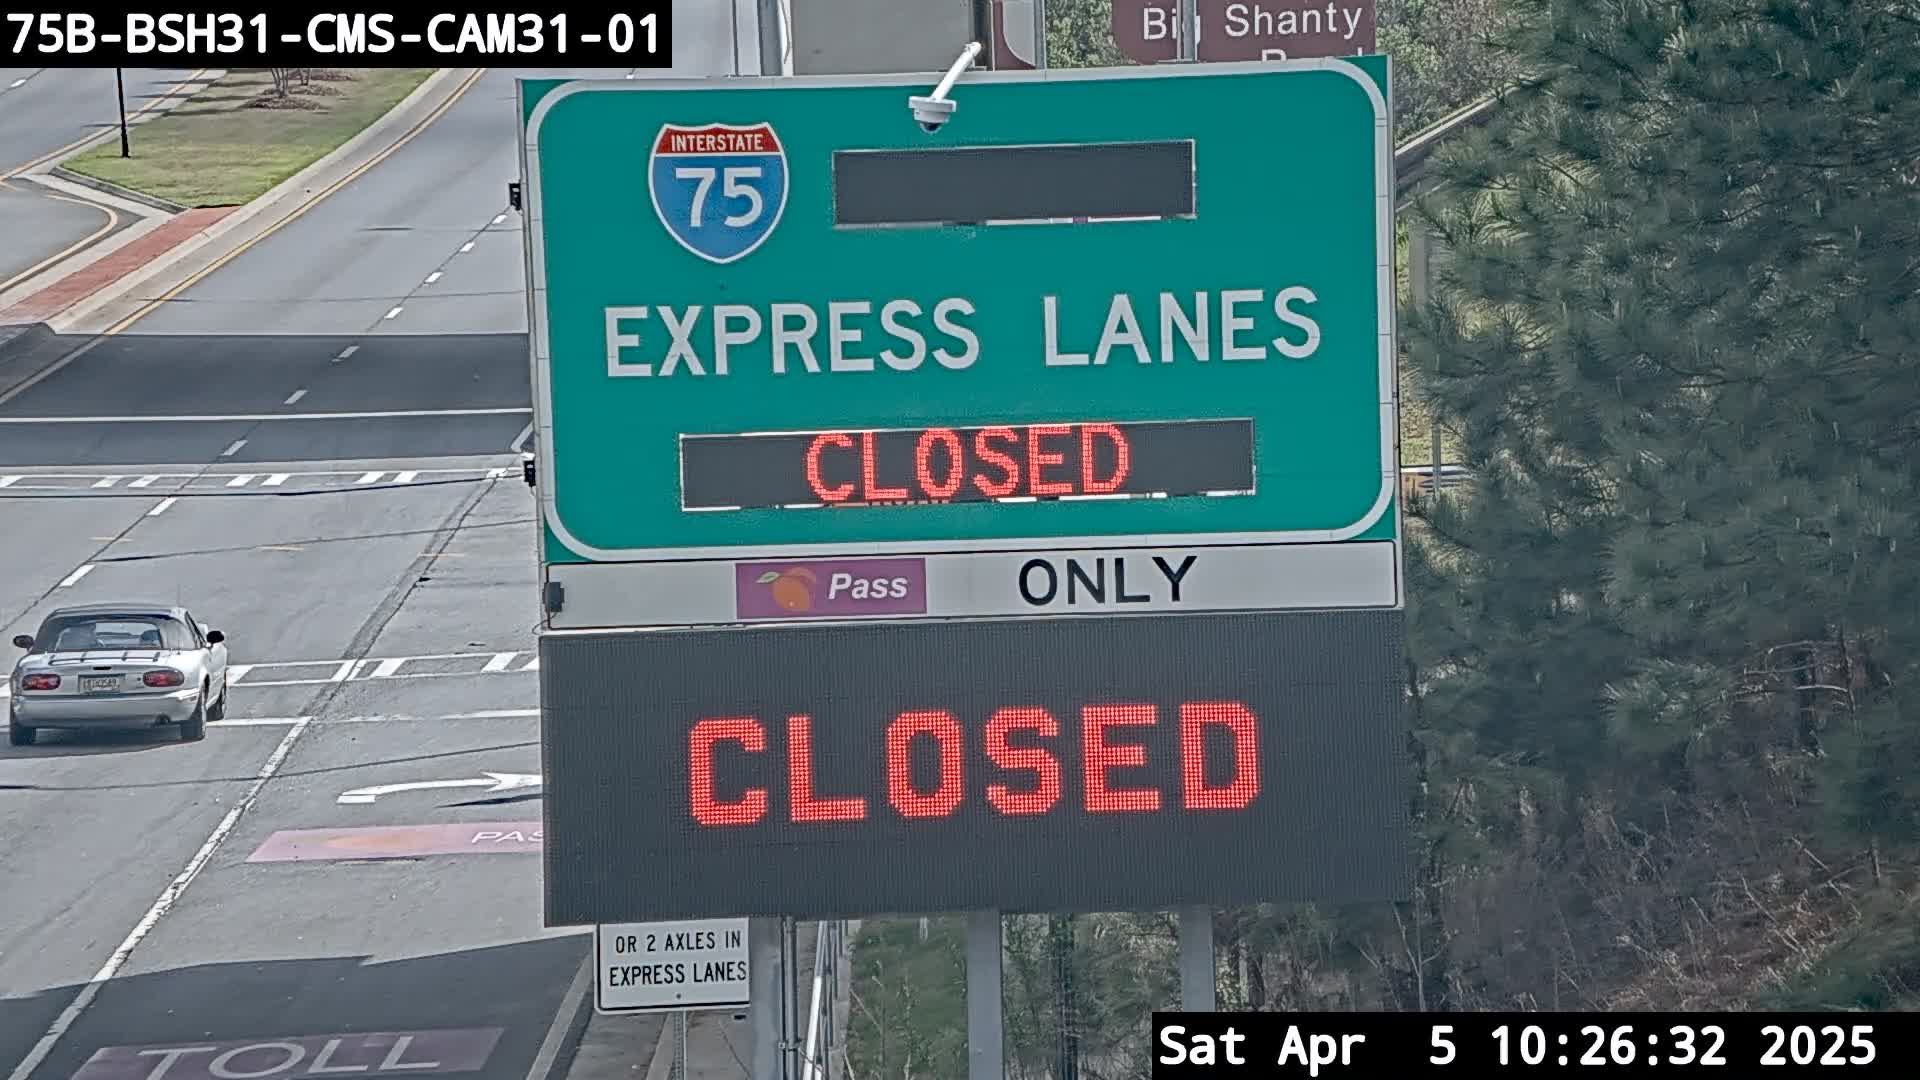 75B-BSH31-CMS-CAM31-01
Big Shanty
INTERSTATE
75
EXPRESS LANES
CLOSED
Pass ONLY
CLOSED
OR 2 AXLES IN
EXPRESS LANES
TOLL
Sat Apr 5 10:26:32 2025